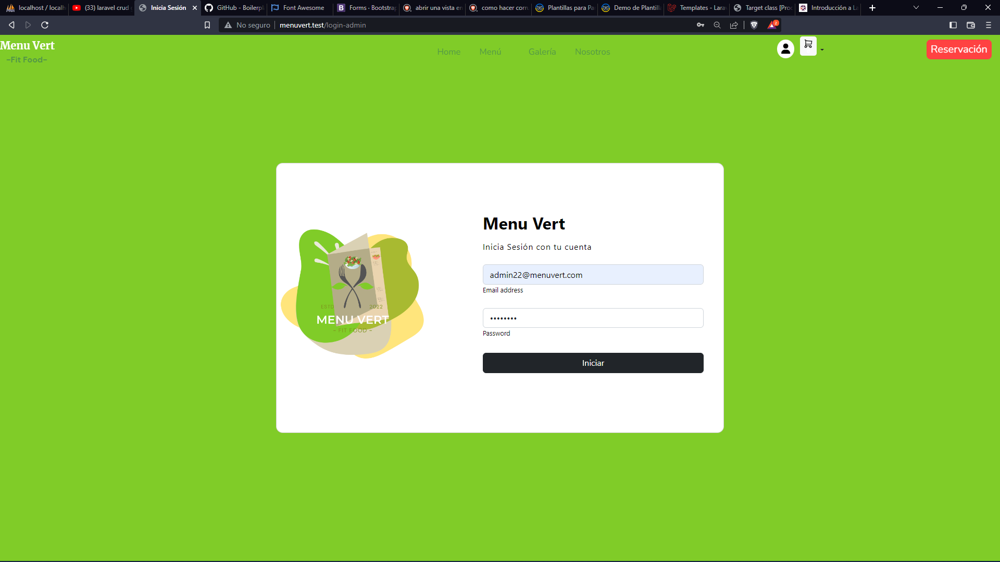 localhost / localh
(33) laravel crud
Inicia Sesión
GitHub - Boilerpl
Font Awesome
Forms · Bootstrap
abrir una vista en
como hacer corr
Plantillas para Pa
Demo de Plantill
Templates - Lara
Target class [Pro
Introducción a La
No seguro
menuvert.test/login-admin
2
Menu Vert
-Fit Food-
Home
Menú
Galería
Nosotros
Reservación
Menu Vert
Inicia Sesión con tu cuenta
admin22@menuvert.com
Email address
Password
Iniciar
ESTD 2022
MENU VERT
- FIT FOOD -